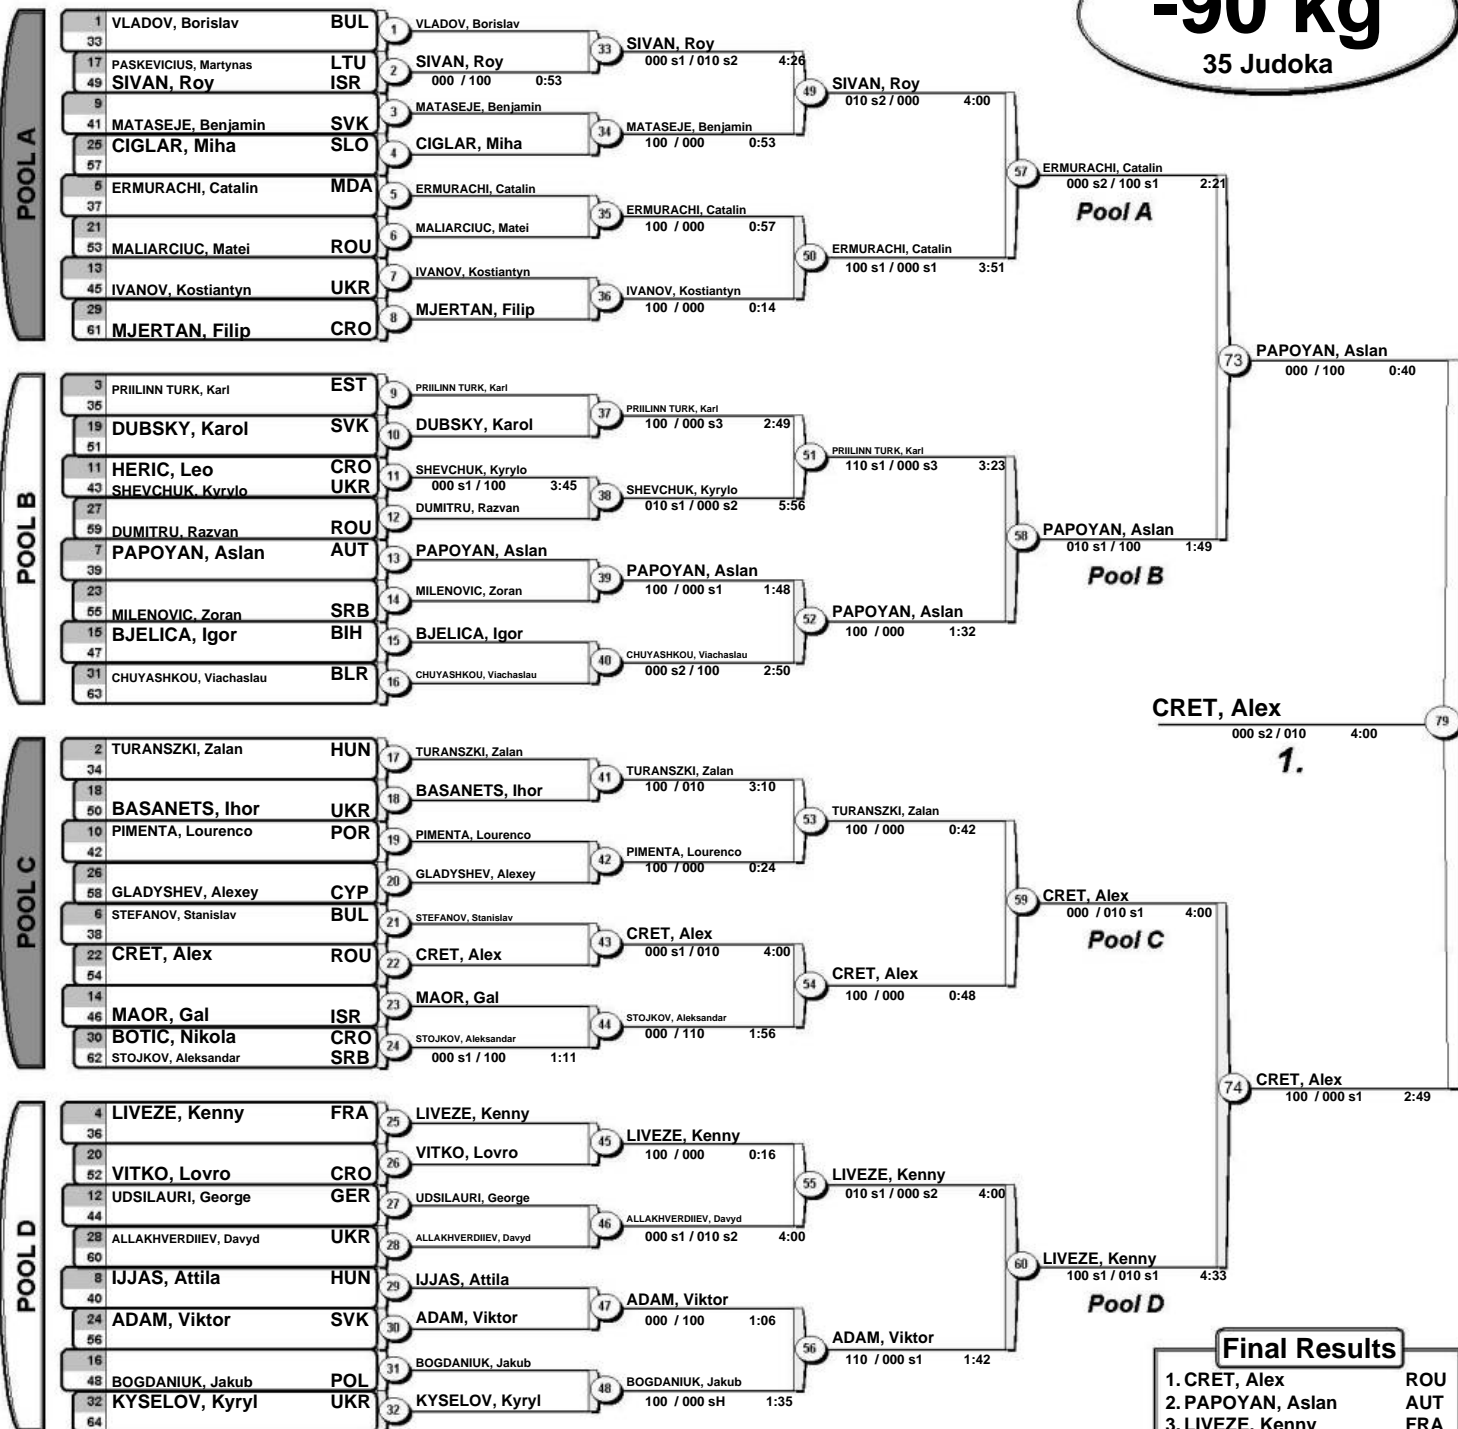 -90 kg
35 Judoka
POOL A
1 VLADOV, Borislav BUL
33
17 PASKEVICIUS, Martynas LTU
49 SIVAN, Roy ISR
9
41 MATASEJE, Benjamin SVK
25 CIGLAR, Miha SLO
57
5 ERMURACHI, Catalin MDA
37
21
53 MALIARCIUC, Matei ROU
13
45 IVANOV, Kostiantyn UKR
29
61 MJERTAN, Filip CRO
1 VLADOV, Borislav
2 SIVAN, Roy
000 / 100 0:53
3 MATASEJE, Benjamin
4 CIGLAR, Miha
5 ERMURACHI, Catalin
6 MALIARCIUC, Matei
7 IVANOV, Kostiantyn
8 MJERTAN, Filip
33 SIVAN, Roy
000 s1 / 010 s2 4:26
34 MATASEJE, Benjamin
100 / 000 0:53
35 ERMURACHI, Catalin
100 / 000 0:57
36 IVANOV, Kostiantyn
100 / 000 0:14
49 SIVAN, Roy
010 s2 / 000 4:00
50 ERMURACHI, Catalin
100 s1 / 000 s1 3:51
57 ERMURACHI, Catalin
000 s2 / 100 s1 2:21
Pool A
POOL B
3 PRIILINN TURK, Karl EST
35
19 DUBSKY, Karol SVK
51
11 HERIC, Leo CRO
43 SHEVCHUK, Kyrylo UKR
27
59 DUMITRU, Razvan ROU
7 PAPOYAN, Aslan AUT
39
23
55 MILENOVIC, Zoran SRB
15 BJELICA, Igor BIH
47
31 CHUYASHKOU, Viachaslau BLR
63
9 PRIILINN TURK, Karl
10 DUBSKY, Karol
11 SHEVCHUK, Kyrylo
000 s1 / 100 3:45
12 DUMITRU, Razvan
13 PAPOYAN, Aslan
14 MILENOVIC, Zoran
15 BJELICA, Igor
16 CHUYASHKOU, Viachaslau
37 PRIILINN TURK, Karl
100 / 000 s3 2:49
38 SHEVCHUK, Kyrylo
010 s1 / 000 s2 5:56
39 PAPOYAN, Aslan
100 / 000 s1 1:48
40 CHUYASHKOU, Viachaslau
000 s2 / 100 2:50
51 PRIILINN TURK, Karl
110 s1 / 000 s3 3:23
52 PAPOYAN, Aslan
100 / 000 1:32
58 PAPOYAN, Aslan
010 s1 / 100 1:49
Pool B
73 PAPOYAN, Aslan
000 / 100 0:40
CRET, Alex 79
000 s2 / 010 4:00
1.
POOL C
2 TURANSZKI, Zalan HUN
34
18
50 BASANETS, Ihor UKR
10 PIMENTA, Lourenco POR
42
26
58 GLADYSHEV, Alexey CYP
6 STEFANOV, Stanislav BUL
38
22 CRET, Alex ROU
54
14
46 MAOR, Gal ISR
30 BOTIC, Nikola CRO
62 STOJKOV, Aleksandar SRB
17 TURANSZKI, Zalan
18 BASANETS, Ihor
19 PIMENTA, Lourenco
20 GLADYSHEV, Alexey
21 STEFANOV, Stanislav
22 CRET, Alex
23 MAOR, Gal
24 STOJKOV, Aleksandar
000 s1 / 100 1:11
41 TURANSZKI, Zalan
100 / 010 3:10
42 PIMENTA, Lourenco
100 / 000 0:24
43 CRET, Alex
000 s1 / 010 4:00
44 STOJKOV, Aleksandar
000 / 110 1:56
53 TURANSZKI, Zalan
100 / 000 0:42
54 CRET, Alex
100 / 000 0:48
59 CRET, Alex
000 / 010 s1 4:00
Pool C
74 CRET, Alex
100 / 000 s1 2:49
POOL D
4 LIVEZE, Kenny FRA
36
20
52 VITKO, Lovro CRO
12 UDSILAURI, George GER
44
28 ALLAKHVERDIIEV, Davyd UKR
60
8 IJJAS, Attila HUN
40
24 ADAM, Viktor SVK
56
16
48 BOGDANIUK, Jakub POL
32 KYSELOV, Kyryl UKR
64
25 LIVEZE, Kenny
26 VITKO, Lovro
27 UDSILAURI, George
28 ALLAKHVERDIIEV, Davyd
29 IJJAS, Attila
30 ADAM, Viktor
31 BOGDANIUK, Jakub
32 KYSELOV, Kyryl
45 LIVEZE, Kenny
100 / 000 0:16
46 ALLAKHVERDIIEV, Davyd
000 s1 / 010 s2 4:00
47 ADAM, Viktor
000 / 100 1:06
48 BOGDANIUK, Jakub
100 / 000 sH 1:35
55 LIVEZE, Kenny
010 s1 / 000 s2 4:00
56 ADAM, Viktor
110 / 000 s1 1:42
60 LIVEZE, Kenny
100 s1 / 010 s1 4:33
Pool D
Final Results
1. CRET, Alex ROU
2. PAPOYAN, Aslan AUT
3. LIVEZE, Kenny FRA